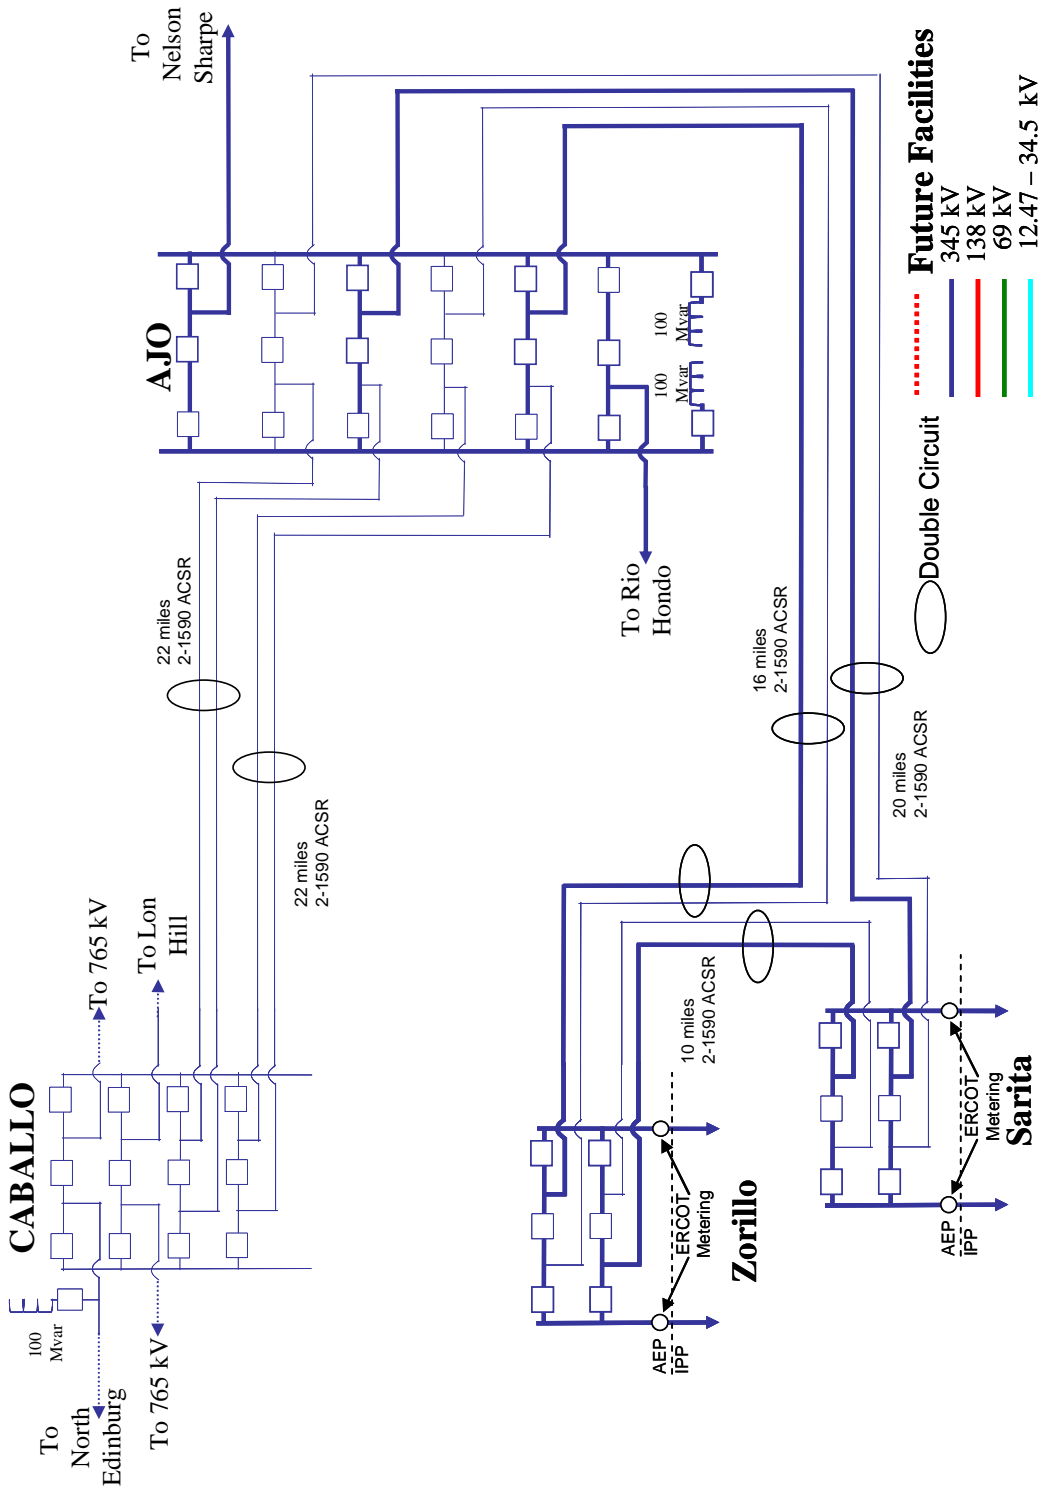 CABALLO
100
Mvar
To
North
Edinburg
To 765 kV
To 765 kV
To Lon
Hill
22 miles
2-1590 ACSR
22 miles
2-1590 ACSR
AJO
To
Nelson
Sharpe
100
Mvar
100
Mvar
To Rio
Hondo
16 miles
2-1590 ACSR
20 miles
2-1590 ACSR
10 miles
2-1590 ACSR
AEP
IPP
ERCOT
Metering
Zorillo
AEP
IPP
ERCOT
Metering
Sarita
Double Circuit
Future Facilities
345 kV
138 kV
69 kV
12.47 – 34.5 kV